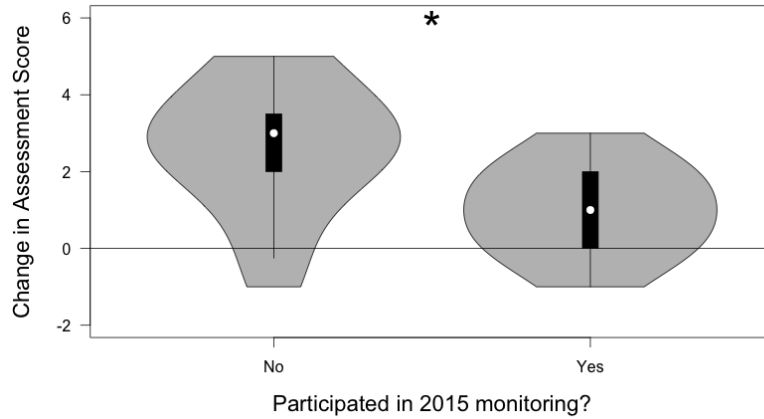 *
6
4
2
0
-2
Change in Assessment Score
No
Yes
Participated in 2015 monitoring?